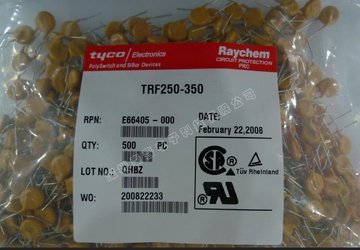 tyco / Electronics
PolySwitch and SiBar Devices
Raychem
CIRCUIT PROTECTION
PRC
TRF250-350
RPN: E66405-000
DATE:
February 22,2008
QTY: 500 PC
LOT NO: QHBZ
WO: 200822233
TÜV Rheinland